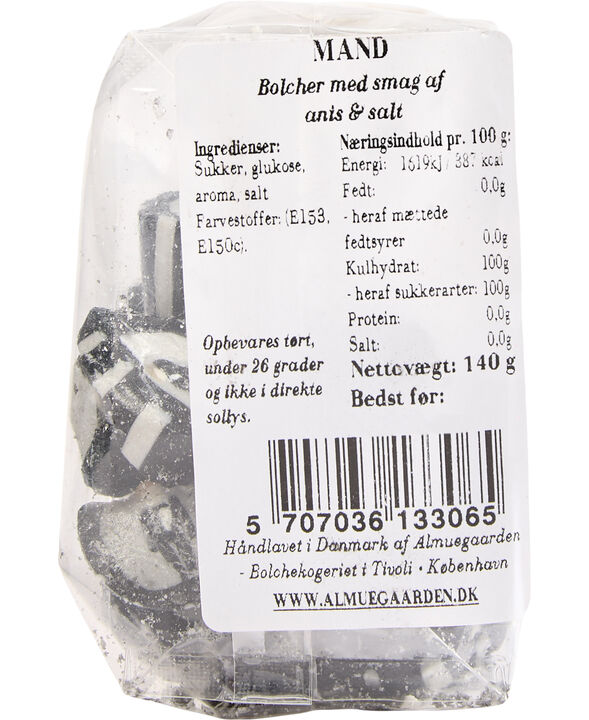 MAND
Bolcher med smag af
anis & salt
Ingredienser:
Sukker, glukose,
aroma, salt
Farvestoffer: (E153,
E150c).
Opbevares tørt,
under 26 grader
og ikke i direkte
sollys.
Næringsindhold pr. 100 g:
Energi: 1619kJ / 387 kcal
Fedt: 0,0g
- heraf mættede
fedtsyrer 0,0g
Kulhydrat: 100g
- heraf sukkerarter: 100g
Protein: 0,0g
Salt: 0,0g
Nettovægt: 140 g
Bedst før:
5 707036 133065
Håndlavet i Danmark af Almuegaarden
- Bolchekogeriet i Tivoli • København
WWW.ALMUEGAARDEN.DK